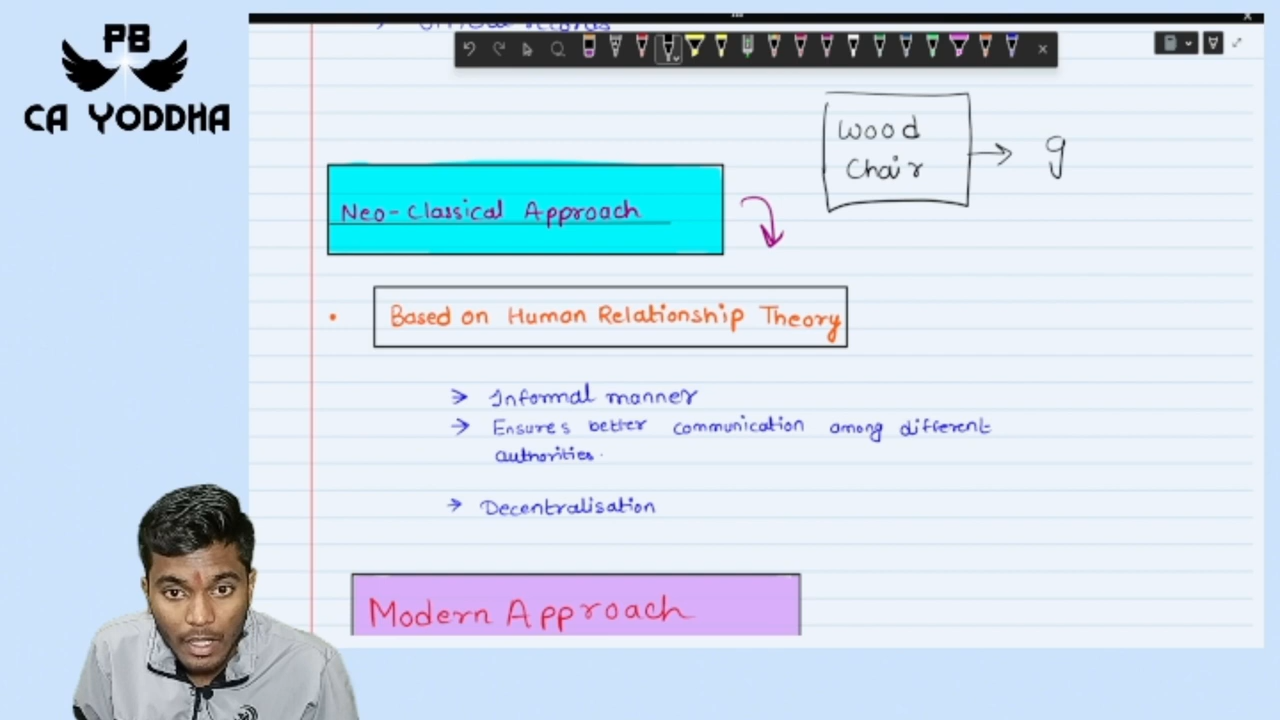 PB
CA YODDHA
Wood
Chair
g
Neo-Classical Approach
Based on Human Relationship Theory
Informal manner
Ensures better communication among different
authorities.
Decentralisation
Modern Approach